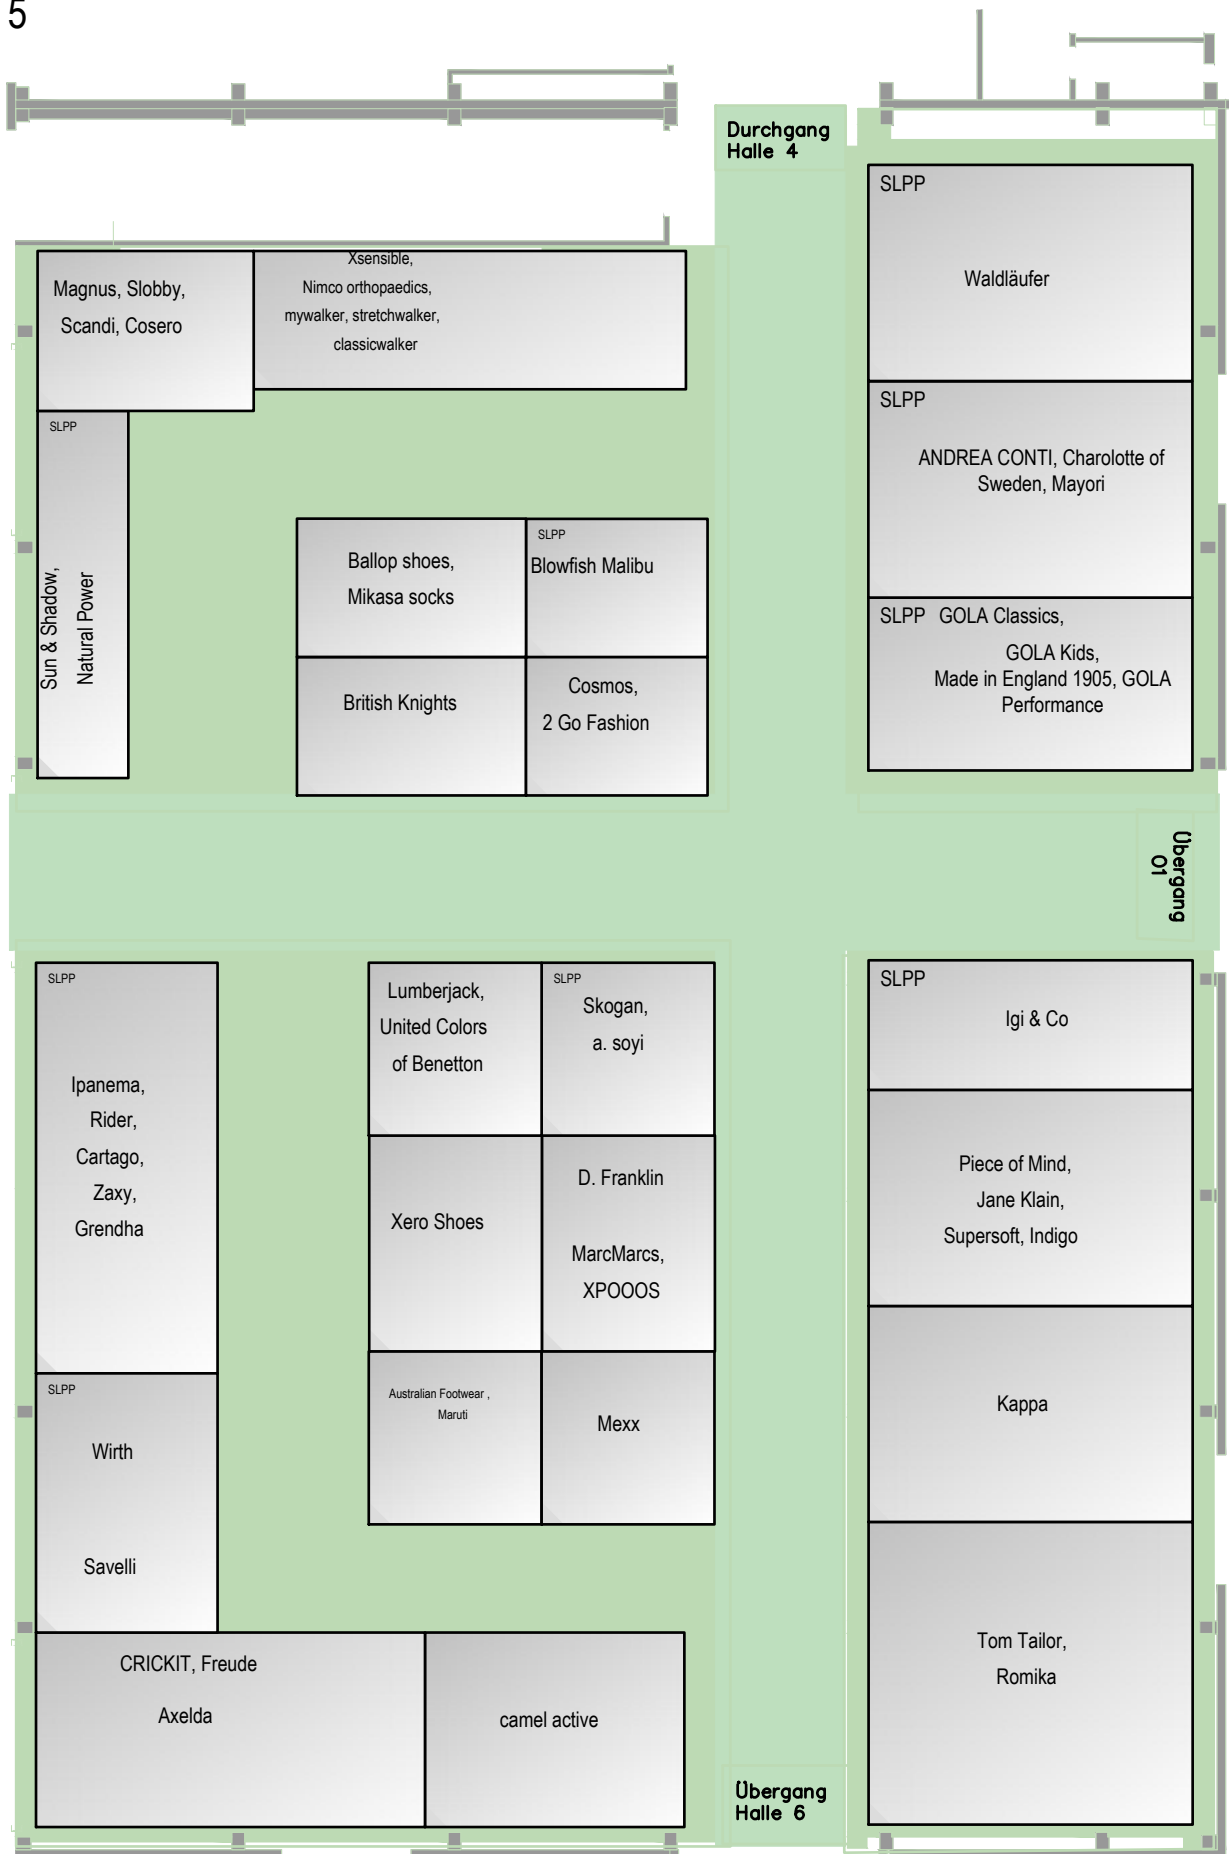 5
Durchgang
Halle 4
SLPP
Waldläufer
Magnus, Slobby,
Scandi, Cosero
Xsensible,
Nimco orthopaedics,
mywalker, stretchwalker,
classicwalker
SLPP
ANDREA CONTI, Charolotte of
Sweden, Mayori
SLPP
Sun & Shadow,
Natural Power
Ballop shoes,
Mikasa socks
SLPP
Blowfish Malibu
British Knights
Cosmos,
2 Go Fashion
SLPP GOLA Classics,
GOLA Kids,
Made in England 1905, GOLA
Performance
Übergang
01
SLPP
Ipanema,
Rider,
Cartago,
Zaxy,
Grendha
Lumberjack,
United Colors
of Benetton
SLPP
Skogan,
a. soyi
SLPP
Igi & Co
Xero Shoes
D. Franklin
MarcMarcs,
XPOOOS
Piece of Mind,
Jane Klain,
Supersoft, Indigo
SLPP
Wirth
Savelli
Australian Footwear ,
Maruti
Mexx
Kappa
CRICKIT, Freude
Axelda
camel active
Tom Tailor,
Romika
Übergang
Halle 6